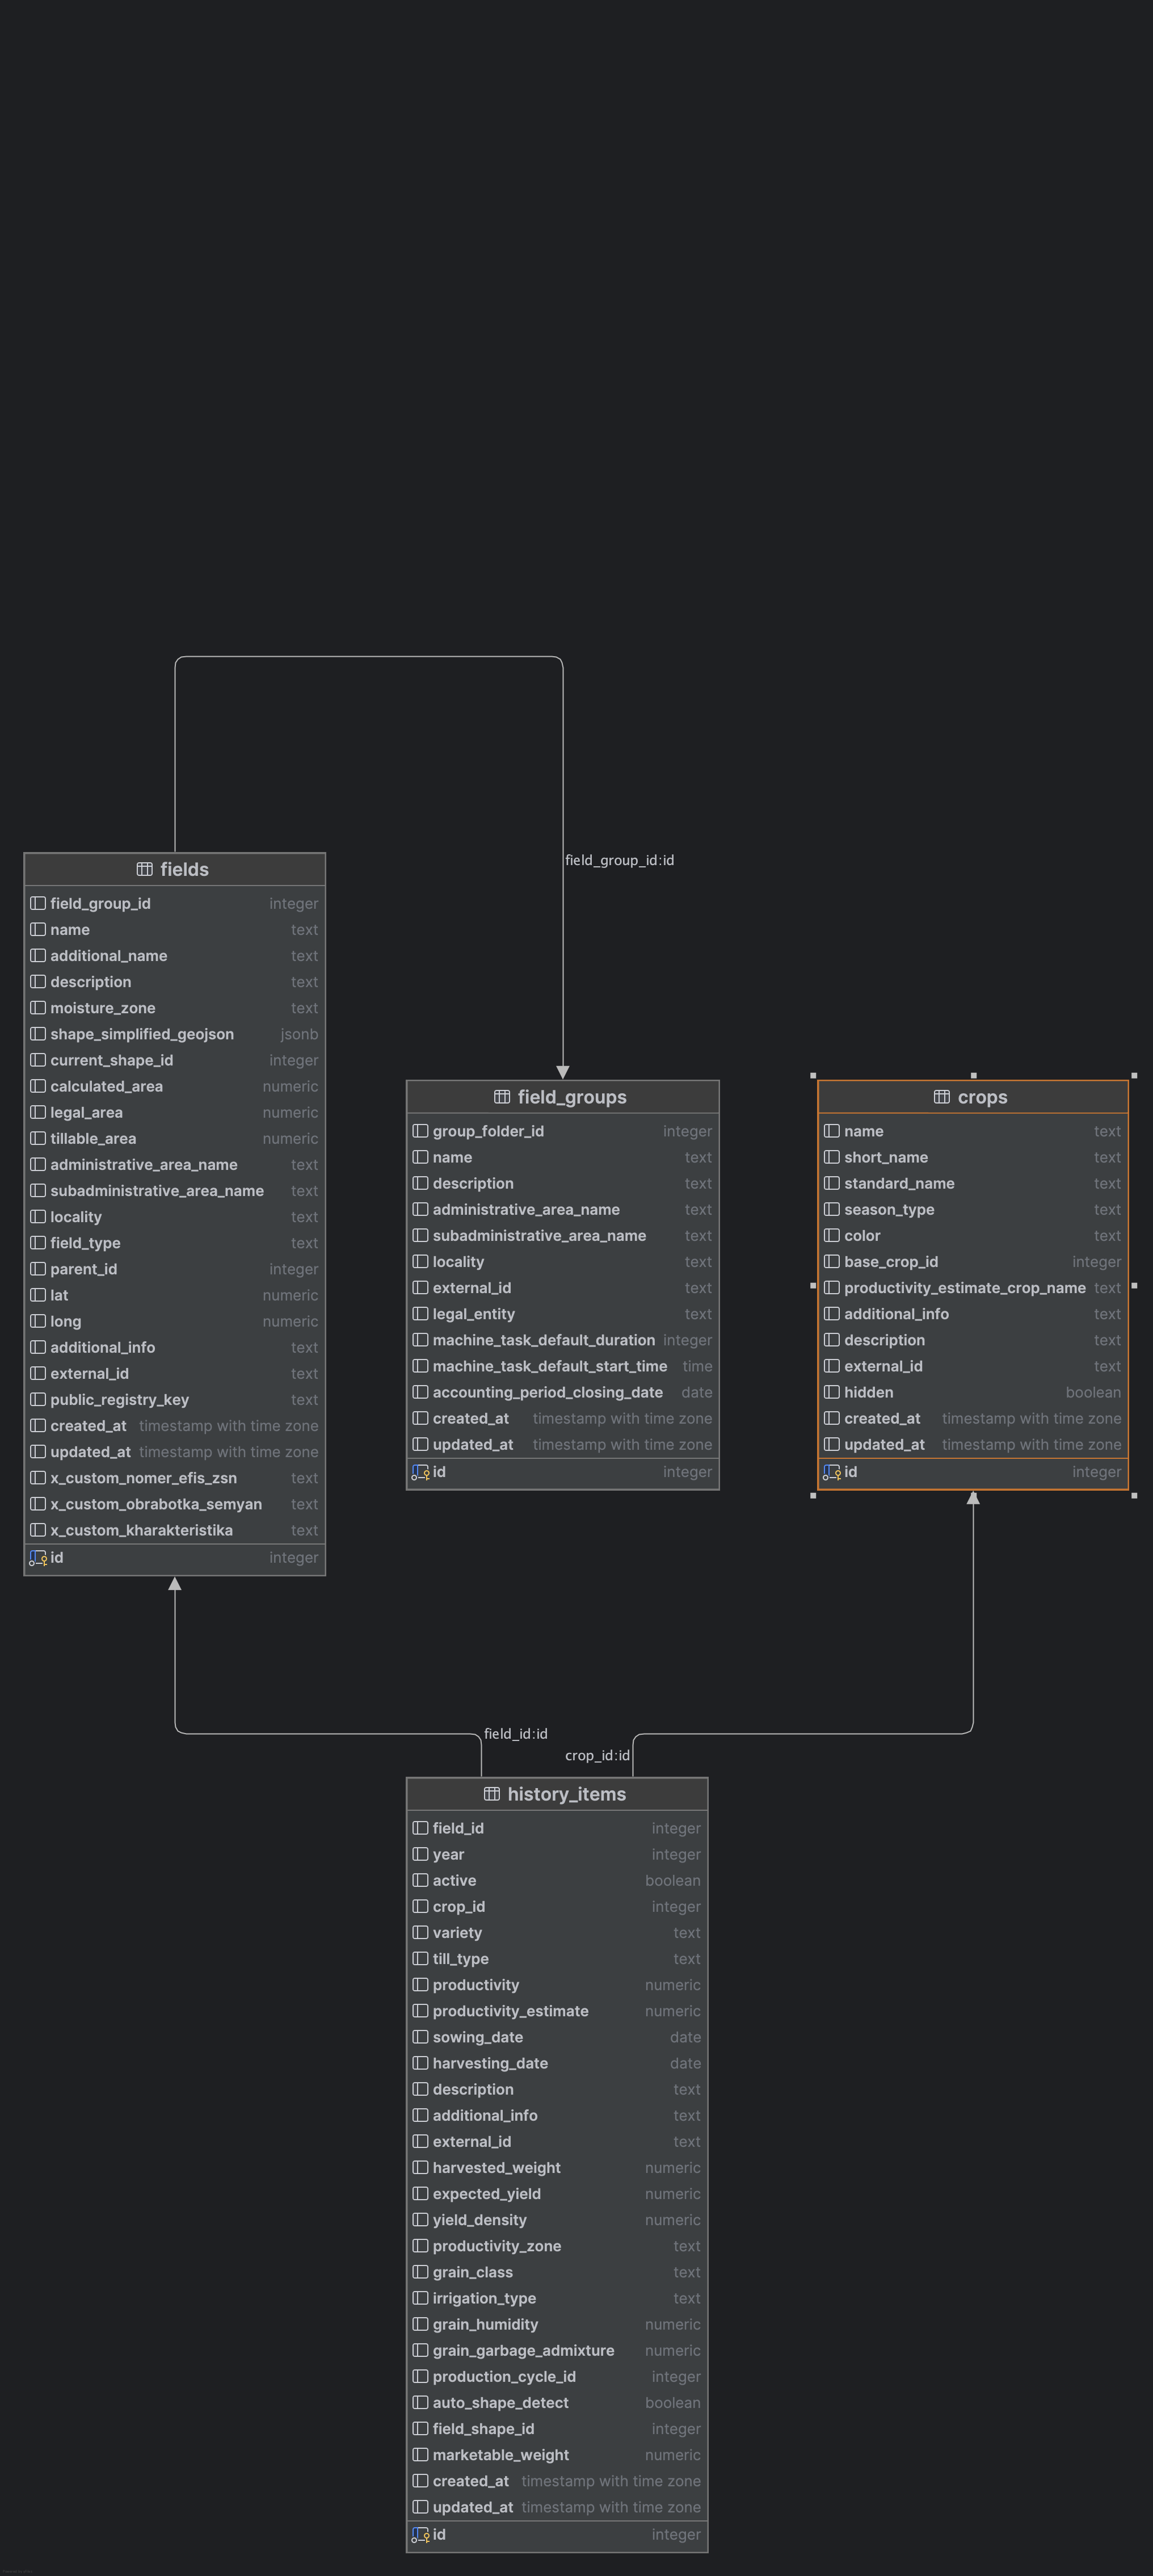 field_group_id:id
fields
field_group_id integer
name text
additional_name text
description text
moisture_zone text
shape_simplified_geojson jsonb
current_shape_id integer
calculated_area numeric
legal_area numeric
tillable_area numeric
administrative_area_name text
subadministrative_area_name text
locality text
field_type text
parent_id integer
lat numeric
long numeric
additional_info text
external_id text
public_registry_key text
created_at timestamp with time zone
updated_at timestamp with time zone
x_custom_nomer_efis_zsn text
x_custom_obrabotka_semyan text
x_custom_kharakteristika text
id integer
field_groups
group_folder_id integer
name text
description text
administrative_area_name text
subadministrative_area_name text
locality text
external_id text
legal_entity text
machine_task_default_duration integer
machine_task_default_start_time time
accounting_period_closing_date date
created_at timestamp with time zone
updated_at timestamp with time zone
id integer
crops
name text
short_name text
standard_name text
season_type text
color text
base_crop_id integer
productivity_estimate_crop_name text
additional_info text
description text
external_id text
hidden boolean
created_at timestamp with time zone
updated_at timestamp with time zone
id integer
field_id:id
crop_id:id
history_items
field_id integer
year integer
active boolean
crop_id integer
variety text
till_type text
productivity numeric
productivity_estimate numeric
sowing_date date
harvesting_date date
description text
additional_info text
external_id text
harvested_weight numeric
expected_yield numeric
yield_density numeric
productivity_zone text
grain_class text
irrigation_type text
grain_humidity numeric
grain_garbage_admixture numeric
production_cycle_id integer
auto_shape_detect boolean
field_shape_id integer
marketable_weight numeric
created_at timestamp with time zone
updated_at timestamp with time zone
id integer